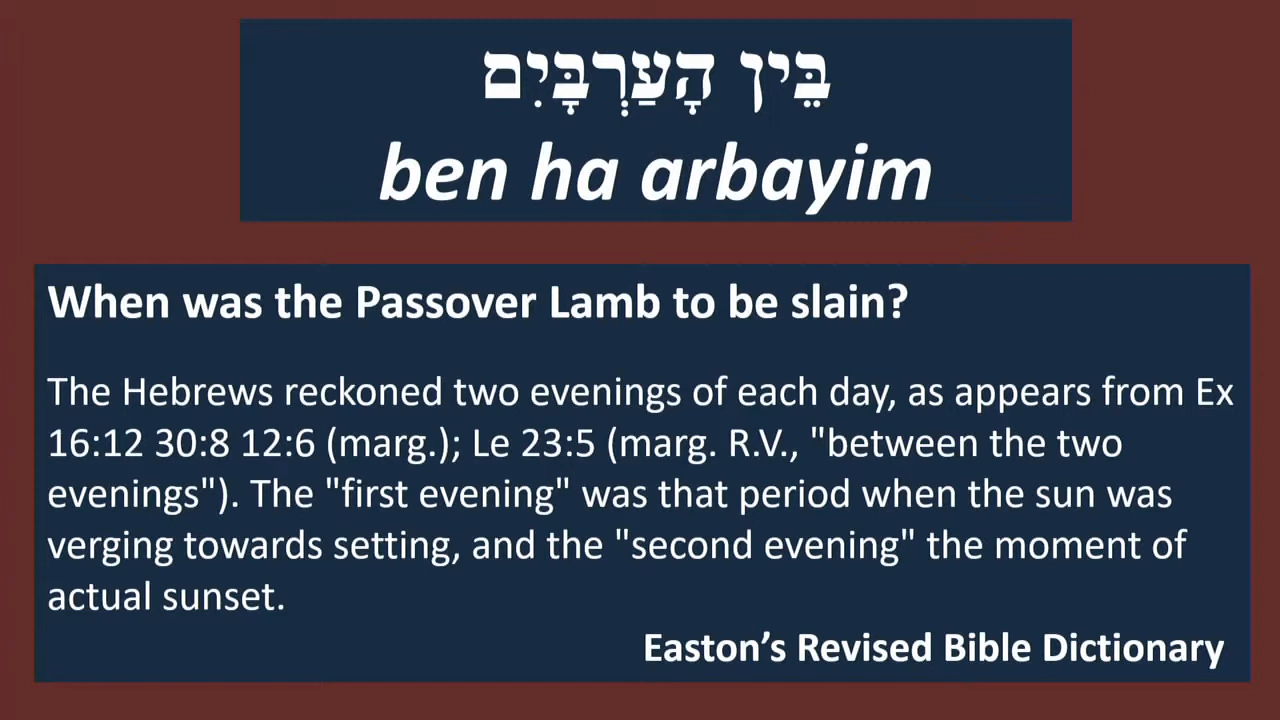 בֵּין הָעַרְבָּיִם
ben ha arbayim
When was the Passover Lamb to be slain?
The Hebrews reckoned two evenings of each day, as appears from Ex
16:12 30:8 12:6 (marg.); Le 23:5 (marg. R.V., "between the two
evenings"). The "first evening" was that period when the sun was
verging towards setting, and the "second evening" the moment of
actual sunset.
Easton’s Revised Bible Dictionary